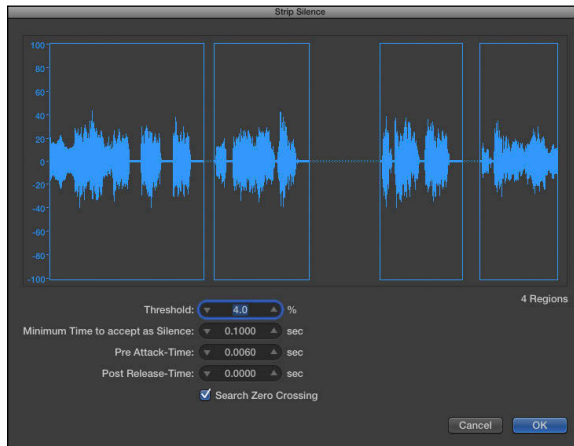 Strip Silence
100
80
60
40
20
0
-20
-40
-60
-80
-100
4 Regions
Threshold: 4.0 %
Minimum Time to accept as Silence: 0.1000 sec
Pre Attack-Time: 0.0060 sec
Post Release-Time: 0.0000 sec
Search Zero Crossing
Cancel OK